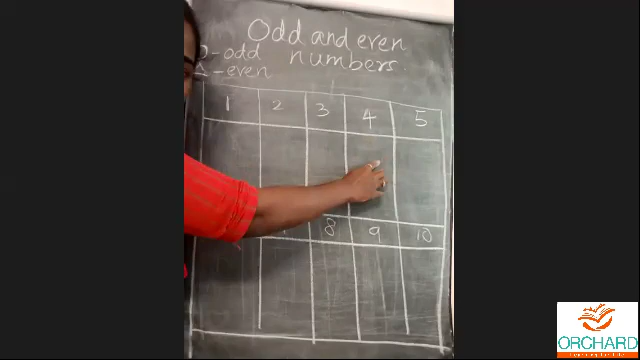 Odd and even
numbers.
O - odd
Δ - even
1 2 3 4 5
8 9 10
ORCHARD